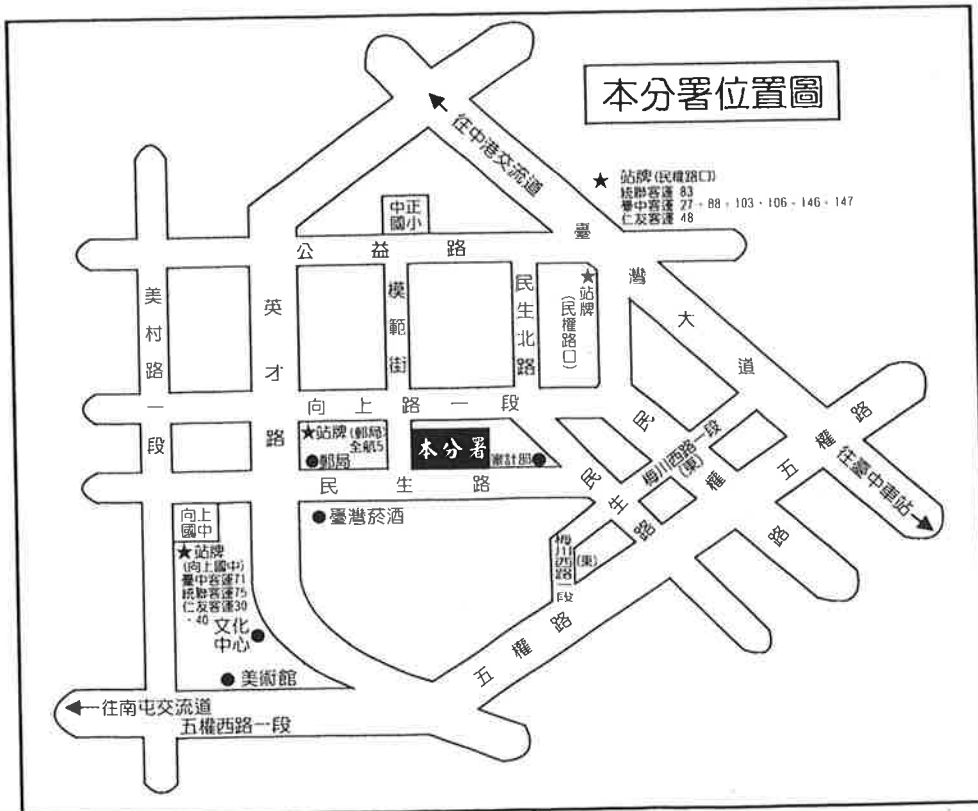 本分署位置圖
往中港交流道
★ 站牌(民權路口)
統聯客運 83
臺中客運 27、88、103、106、146、147
仁友客運 48
中正
國小
公益路
臺灣大道
美村路一段
英才路
模範街
民生北路
★站牌
(民權路口)
向上路一段
★站牌(郵局)
全航5
●郵局
本分署
審計部●
民生路
民權路
民生路
梅川西路一段
(東)
五權路
往臺中車站
向上
國中
●臺灣菸酒
★站牌
(向上國中)
臺中客運71
統聯客運75
仁友客運30
、40
文化
中心
●美術館
梅川西路一段
(東)
五權路
往南屯交流道
五權西路一段